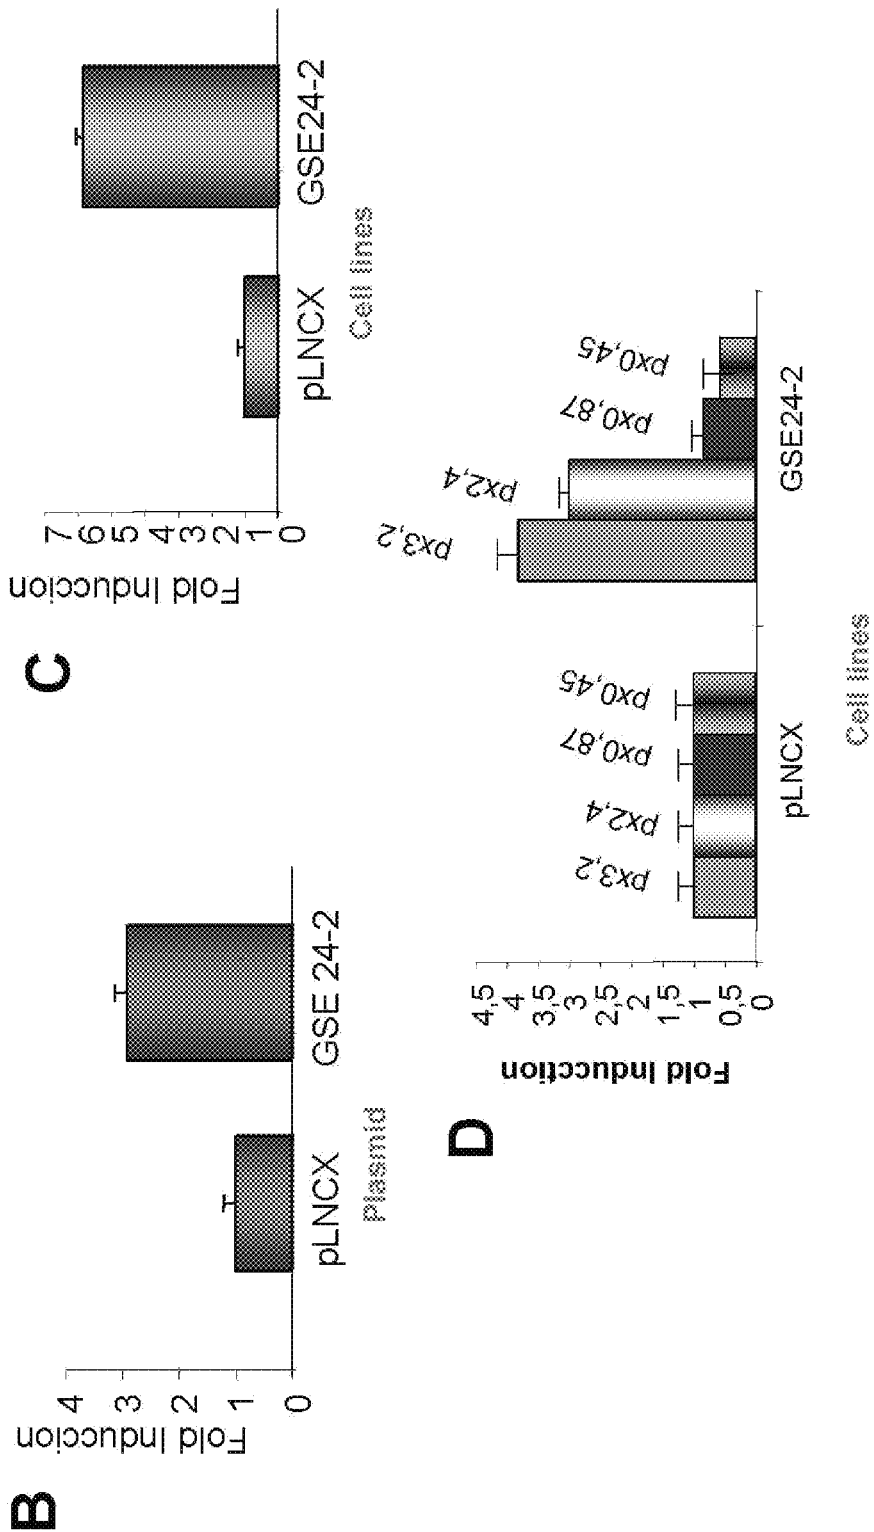 B
Fold Induccion
4
3
2
1
0
pLNCX
GSE 24-2
Plasmid
C
Fold Induccion
7
6
5
4
3
2
1
0
pLNCX
GSE24-2
Cell lines
D
Fold Inducction
4,5
4
3,5
3
2,5
2
1,5
1
0,5
0
px3,2
px2,4
px0,87
px0,45
px3,2
px2,4
px0,87
px0,45
pLNCX
GSE24-2
Cell lines